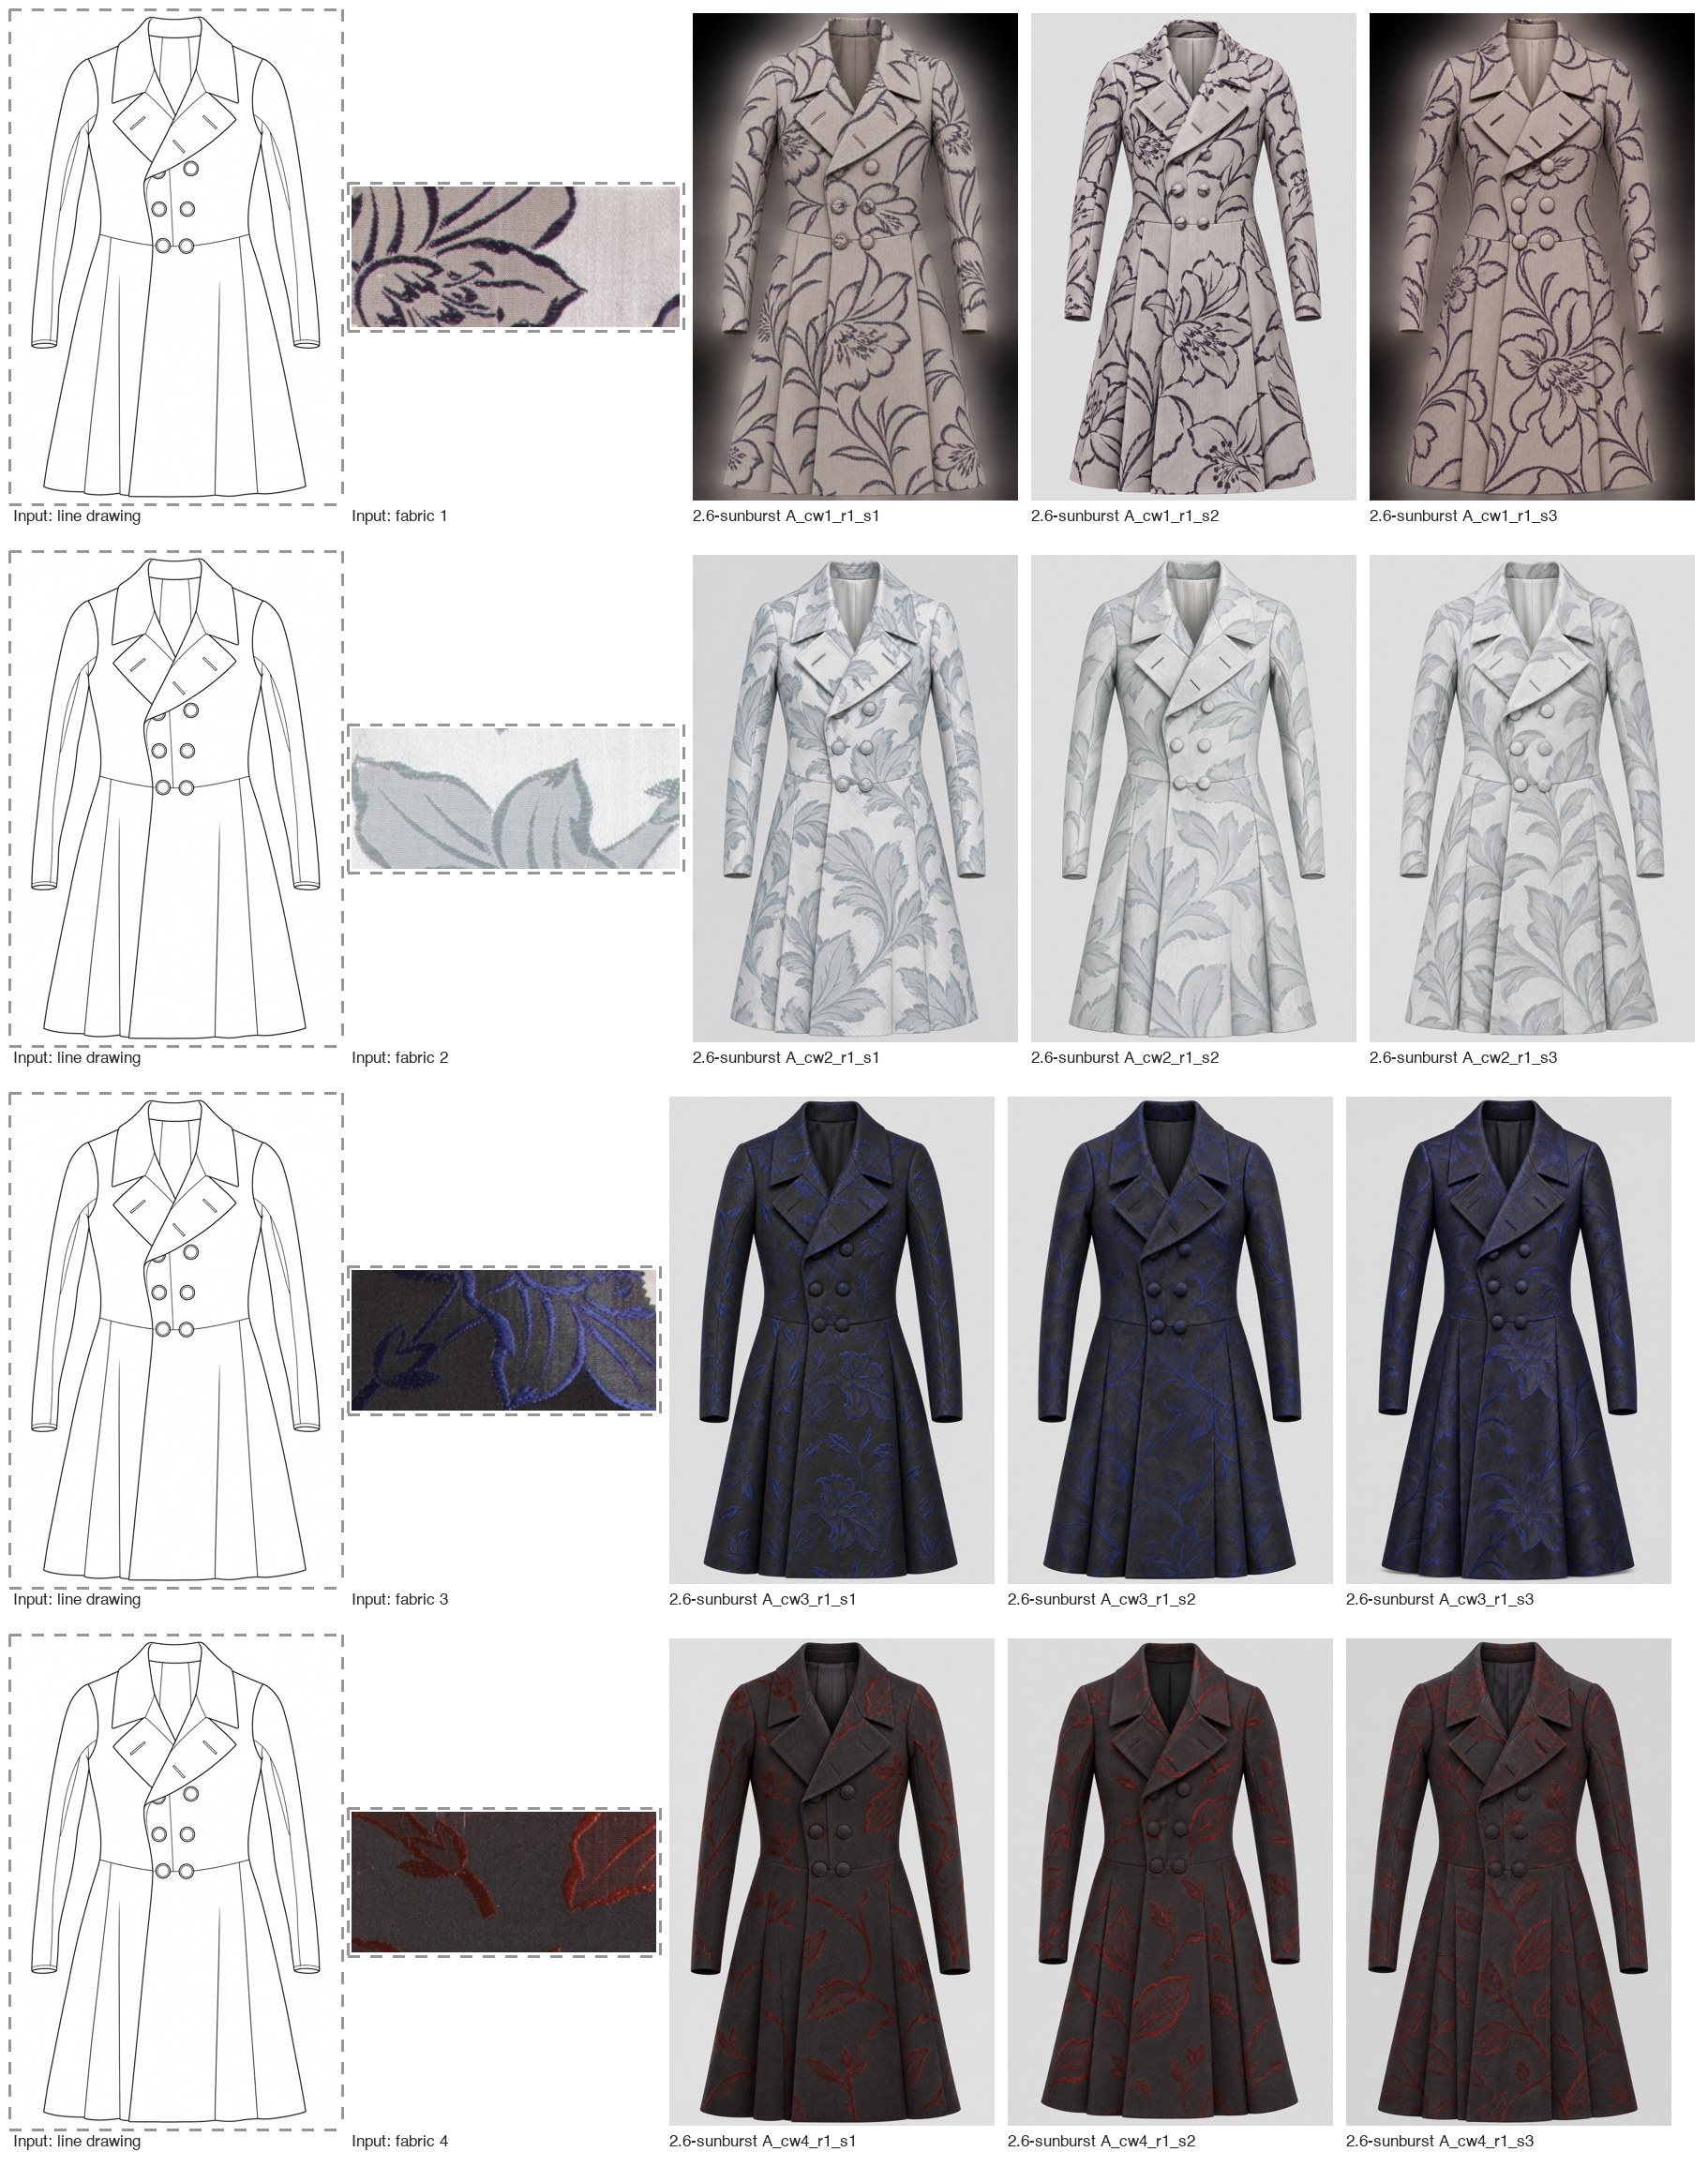 Input: line drawing
Input: fabric 1
2.6-sunburst A_cw1_r1_s1
2.6-sunburst A_cw1_r1_s2
2.6-sunburst A_cw1_r1_s3
Input: line drawing
Input: fabric 2
2.6-sunburst A_cw2_r1_s1
2.6-sunburst A_cw2_r1_s2
2.6-sunburst A_cw2_r1_s3
Input: line drawing
Input: fabric 3
2.6-sunburst A_cw3_r1_s1
2.6-sunburst A_cw3_r1_s2
2.6-sunburst A_cw3_r1_s3
Input: line drawing
Input: fabric 4
2.6-sunburst A_cw4_r1_s1
2.6-sunburst A_cw4_r1_s2
2.6-sunburst A_cw4_r1_s3